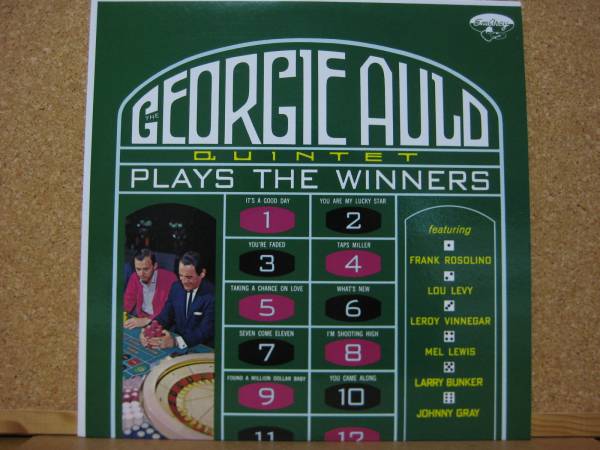 EmArcy
THE
GEORGIE AULD
QUINTET
PLAYS THE WINNERS
IT'S A GOOD DAY
1
YOU ARE MY LUCKY STAR
2
YOU'RE FADED
3
TAPS MILLER
4
TAKING A CHANCE ON LOVE
5
WHAT'S NEW
6
SEVEN COME ELEVEN
7
I'M SHOOTING HIGH
8
FOUND A MILLION DOLLAR BABY
9
YOU CAME ALONG
10
11
12
featuring
FRANK ROSOLINO
LOU LEVY
LEROY VINNEGAR
MEL LEWIS
LARRY BUNKER
JOHNNY GRAY